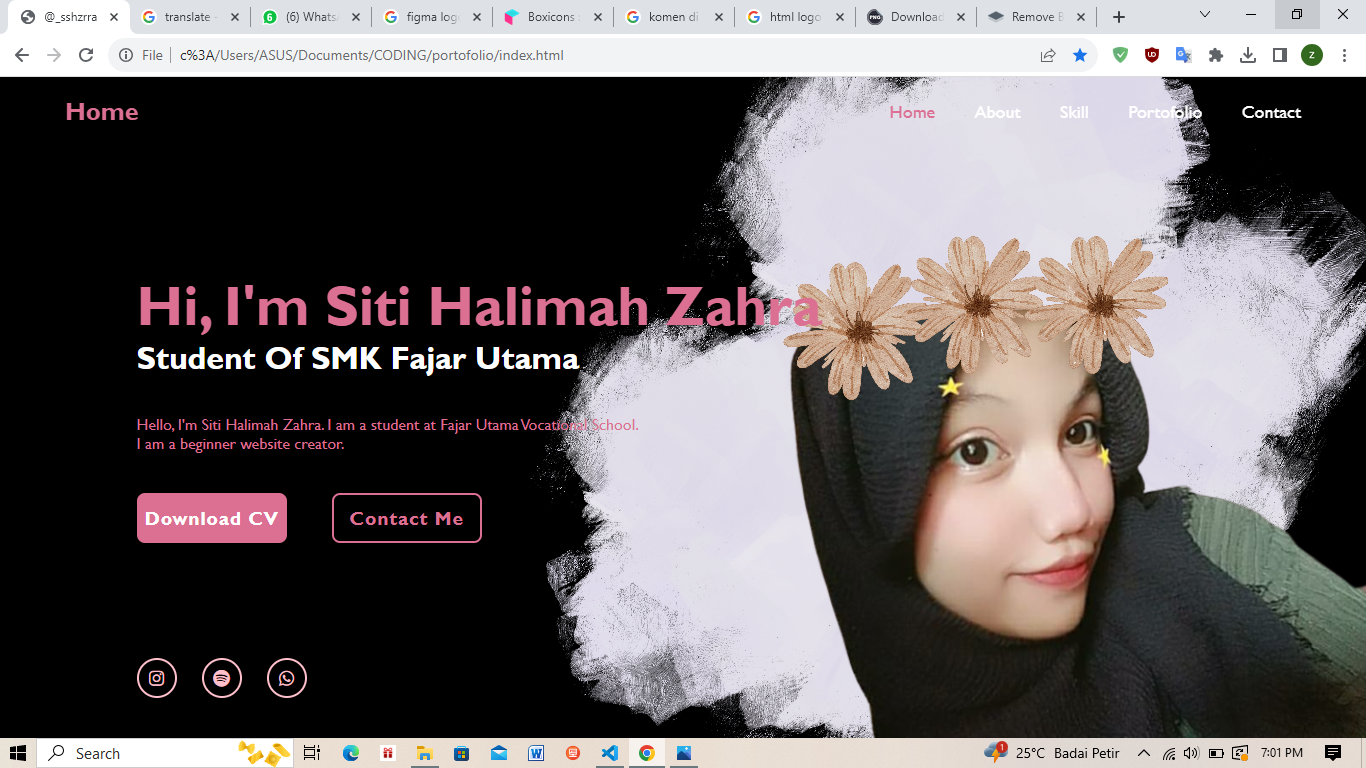 @_sshzrra
translate -
(6) Whats
figma log
Boxicons
komen di
html logo
Download
Remove B
File
c%3A/Users/ASUS/Documents/CODING/portofolio/index.html
Z
Home
Home About Skill Portofolio Contact
Hi, I'm Siti Halimah Zahra
Student Of SMK Fajar Utama
Hello, I'm Siti Halimah Zahra. I am a student at Fajar Utama Vocational School.
I am a beginner website creator.
Download CV
Contact Me
Search
1
25°C Badai Petir
7:01 PM